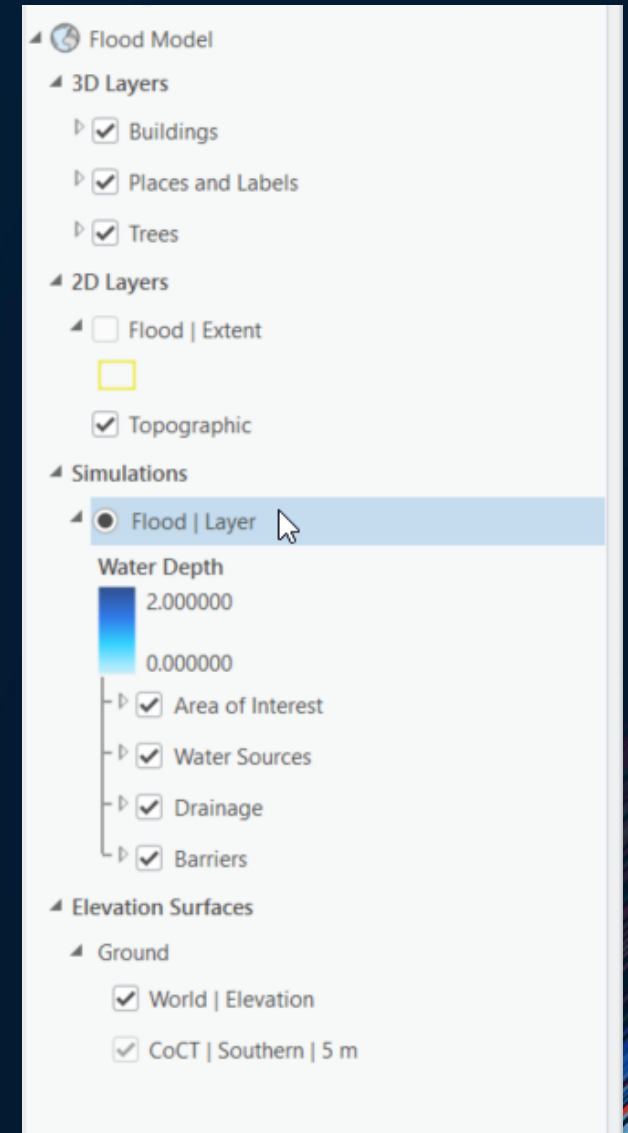 Flood Model
3D Layers
Buildings
Places and Labels
Trees
2D Layers
Flood | Extent
Topographic
Simulations
Flood | Layer
Water Depth
2.000000
0.000000
Area of Interest
Water Sources
Drainage
Barriers
Elevation Surfaces
Ground
World | Elevation
CoCT | Southern | 5 m